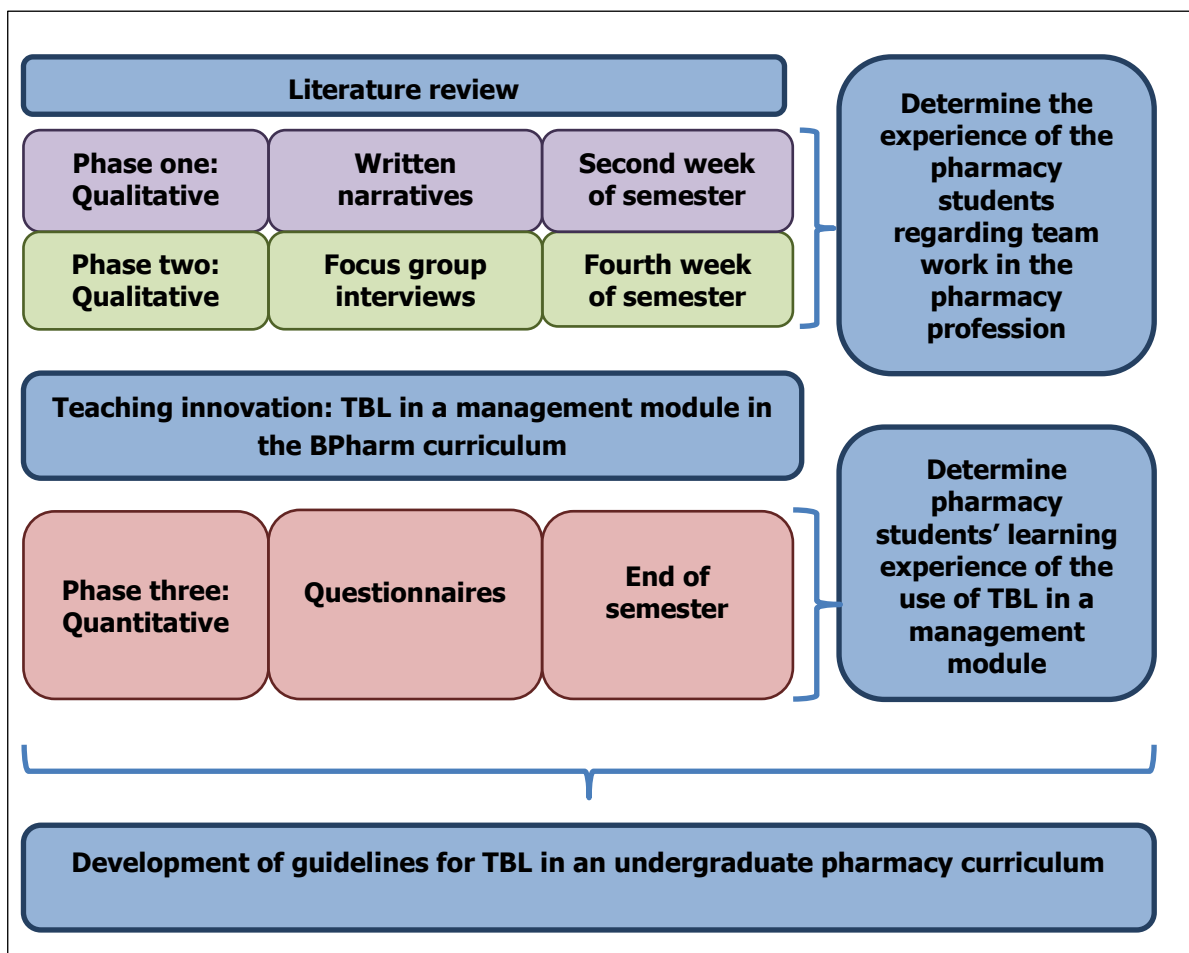 Literature review
Phase one:
Qualitative
Written
narratives
Second week
of semester
Phase two:
Qualitative
Focus group
interviews
Fourth week
of semester
Determine the
experience of the
pharmacy
students
regarding team
work in the
pharmacy
profession
Teaching innovation: TBL in a management module in
the BPharm curriculum
Phase three:
Quantitative
Questionnaires
End of
semester
Determine
pharmacy
students’ learning
experience of the
use of TBL in a
management
module
Development of guidelines for TBL in an undergraduate pharmacy curriculum